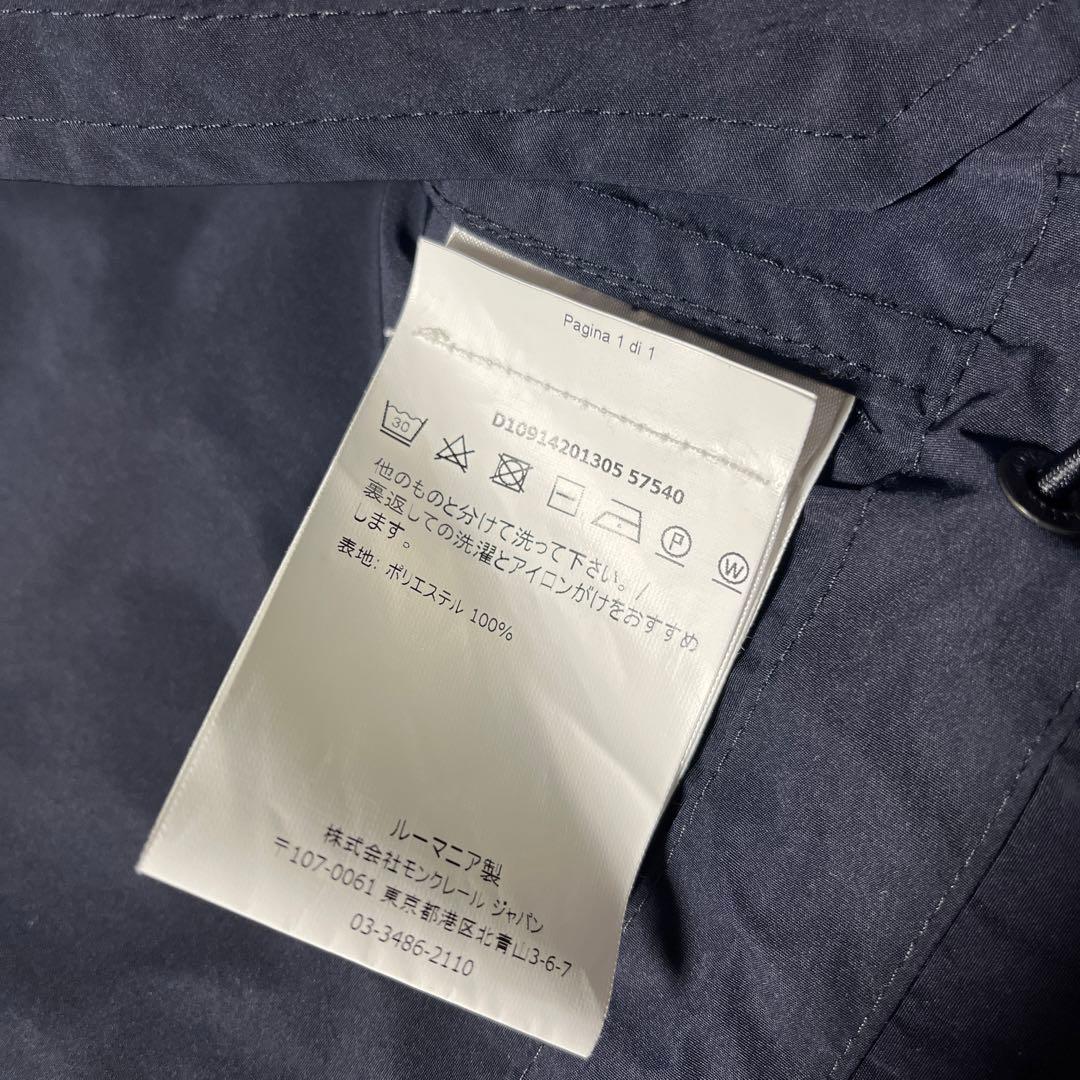 Pagina 1 di 1
D10914201305 57540
30
P
W
他のものと分けて洗って下さい。/
裏返しての洗濯とアイロンがけをおすすめ
します。
表地: ポリエステル 100%
ルーマニア製
株式会社モンクレール ジャパン
〒107-0061 東京都港区北青山3-6-7
03-3486-2110